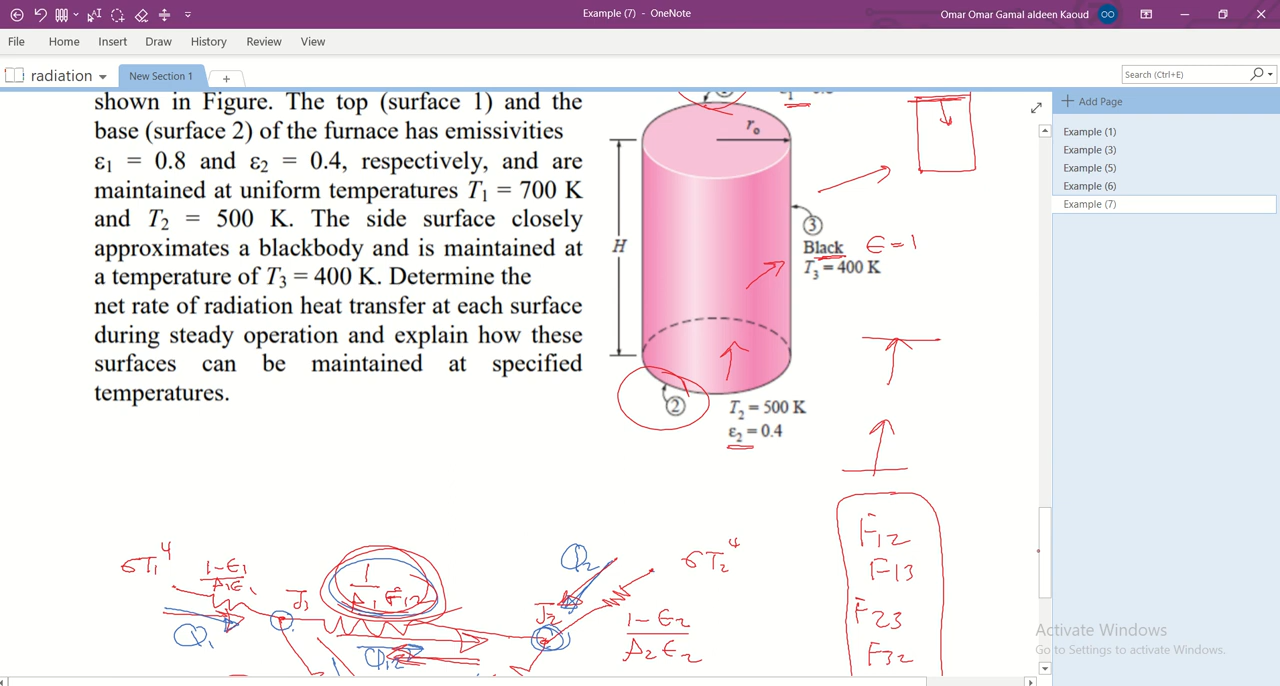 Example (7) - OneNote
Omar Omar Gamal aldeen Kaoud
OO
File Home Insert Draw History Review View
radiation
New Section 1
+
Search (Ctrl+E)
Add Page
Example (1)
Example (3)
Example (5)
Example (6)
Example (7)
shown in Figure. The top (surface 1) and the
base (surface 2) of the furnace has emissivities
ε₁ = 0.8 and ε₂ = 0.4, respectively, and are
maintained at uniform temperatures T₁ = 700 K
and T₂ = 500 K. The side surface closely
approximates a blackbody and is maintained at
a temperature of T₃ = 400 K. Determine the
net rate of radiation heat transfer at each surface
during steady operation and explain how these
surfaces can be maintained at specified
temperatures.
r₀
H
③
Black ϵ = 1
T₃ = 400 K
②
T₂ = 500 K
ε₂ = 0.4
F12
F13
F23
F32
σT₁⁴
1-ϵ₁
A₁ϵ₁
1
A₁F12
Q₂
σT₂⁴
J₂
1-ϵ₂
A₂ϵ₂
Q₁
Q12
Activate Windows
Go to Settings to activate Windows.